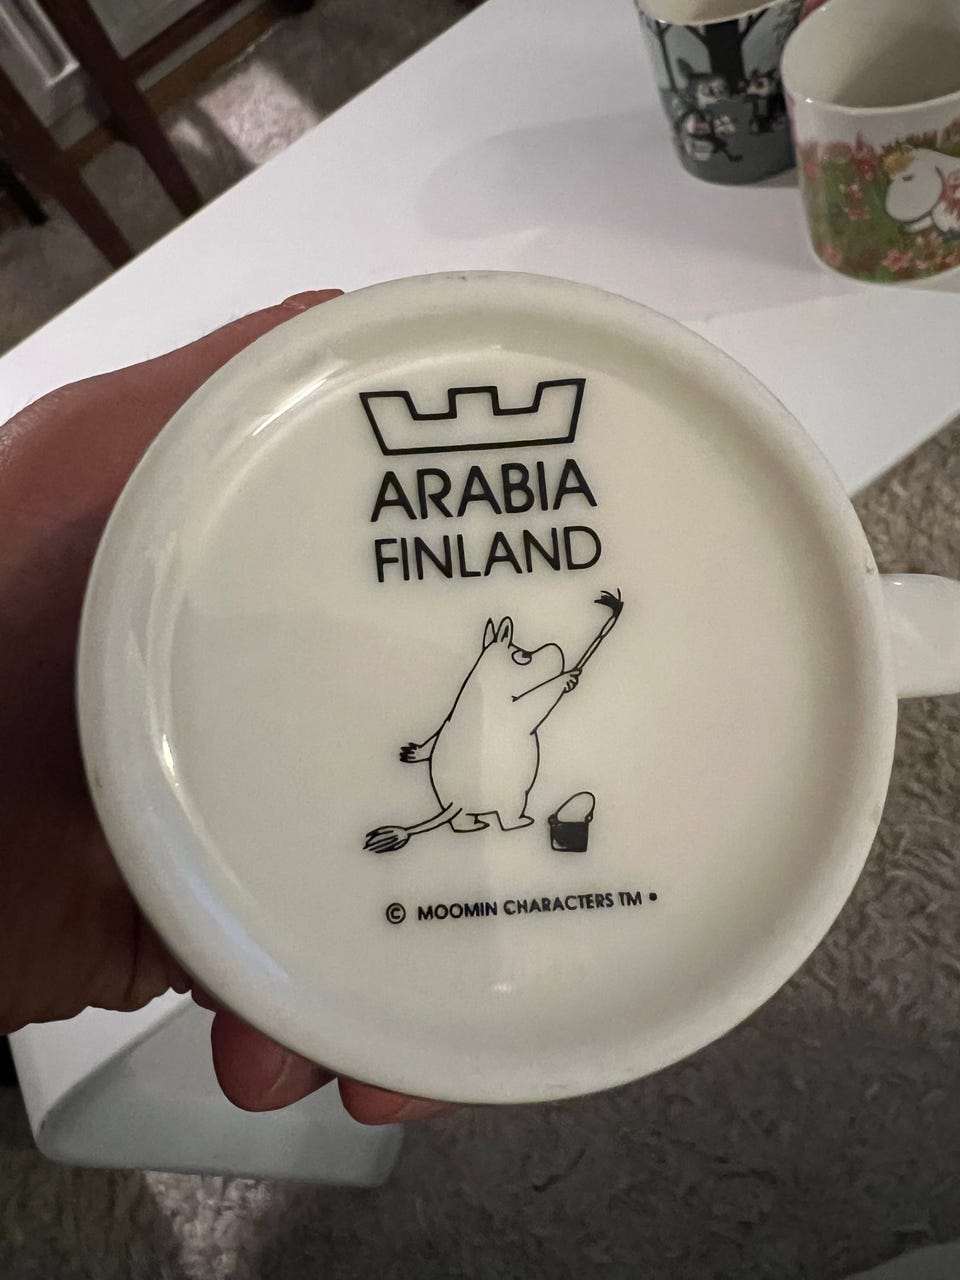 ARABIA
FINLAND
© MOOMIN CHARACTERS TM •